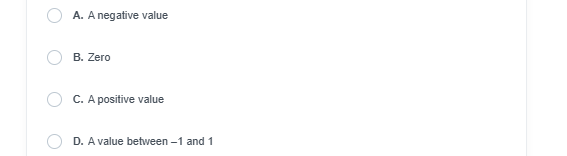 A. A negative value
B. Zero
C. A positive value
D. A value between –1 and 1